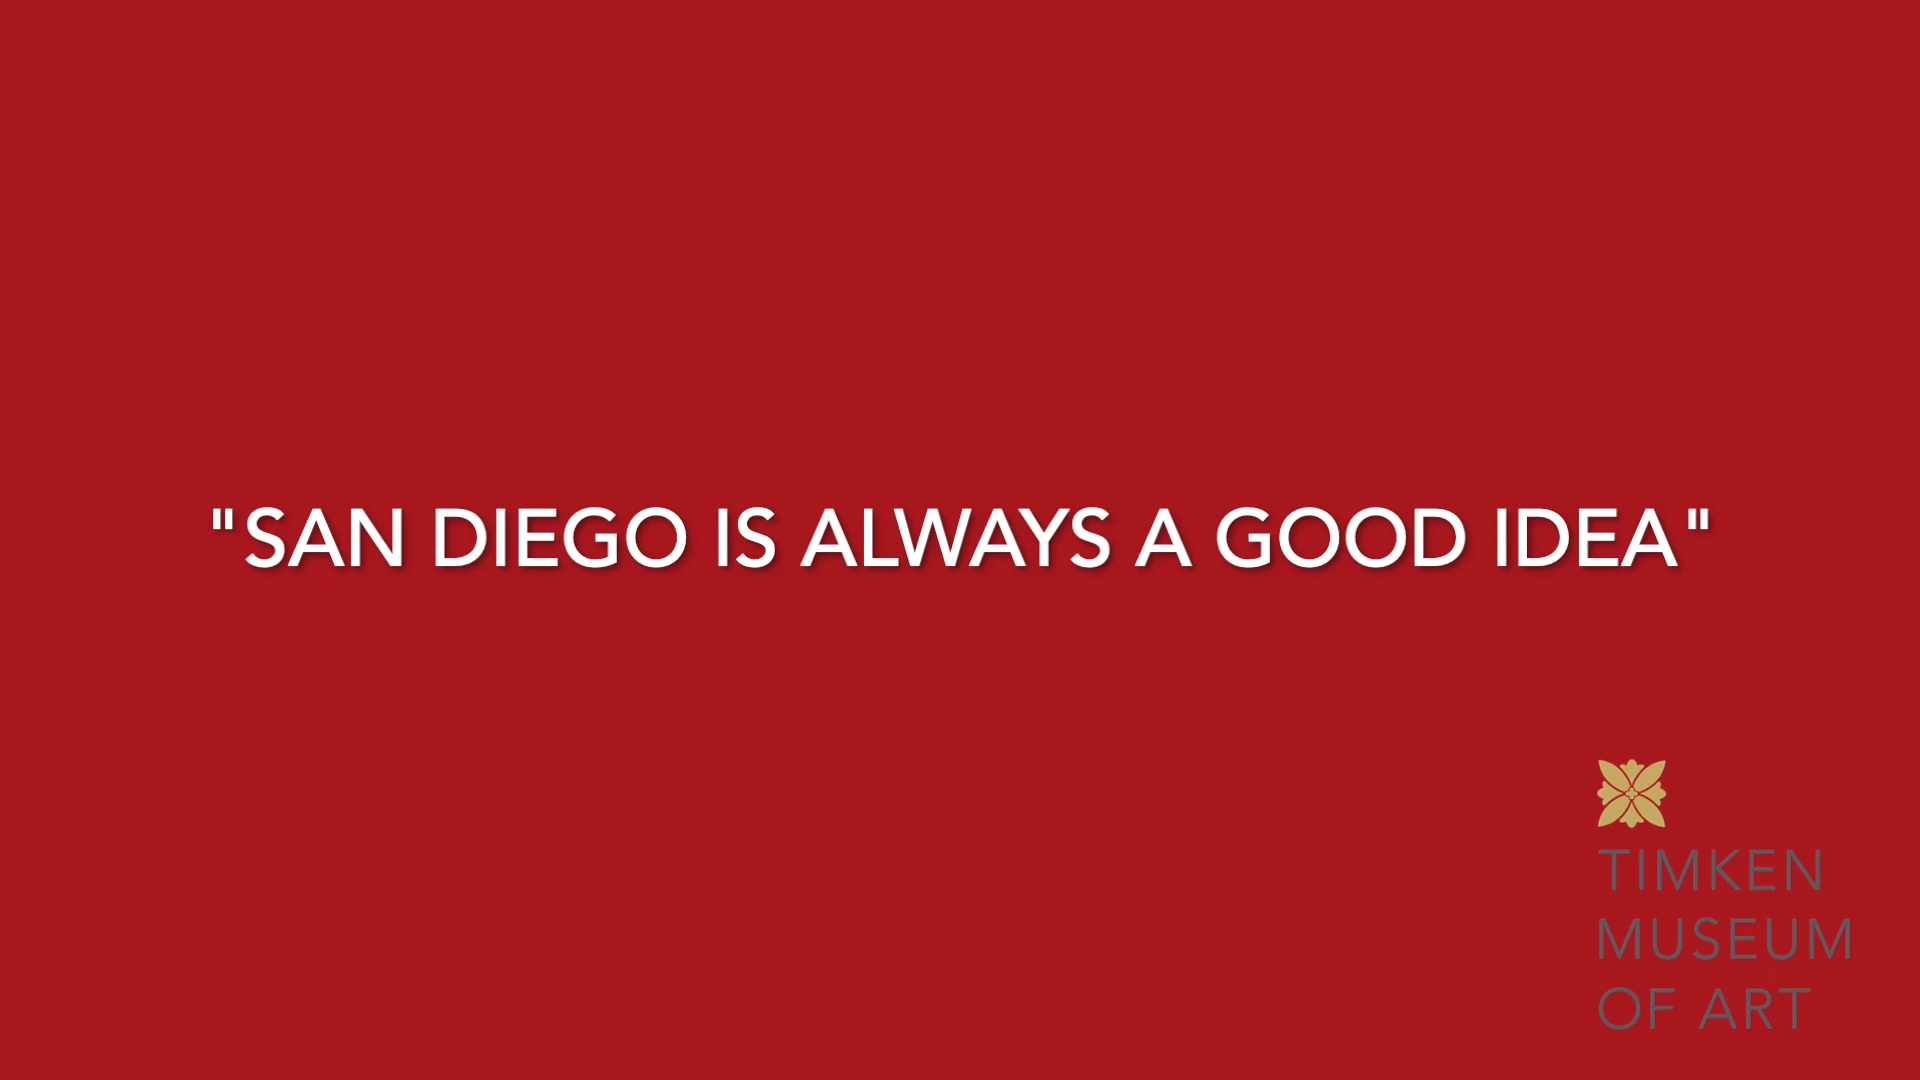 "SAN DIEGO IS ALWAYS A GOOD IDEA"
TIMKEN
MUSEUM
OF ART